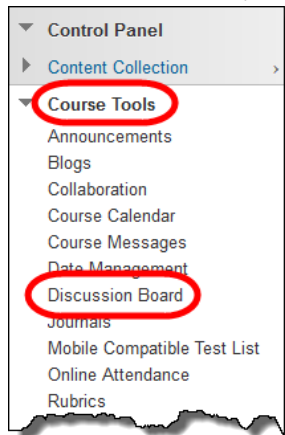 Control Panel
Content Collection
Course Tools
Announcements
Blogs
Collaboration
Course Calendar
Course Messages
Date Management
Discussion Board
Journals
Mobile Compatible Test List
Online Attendance
Rubrics